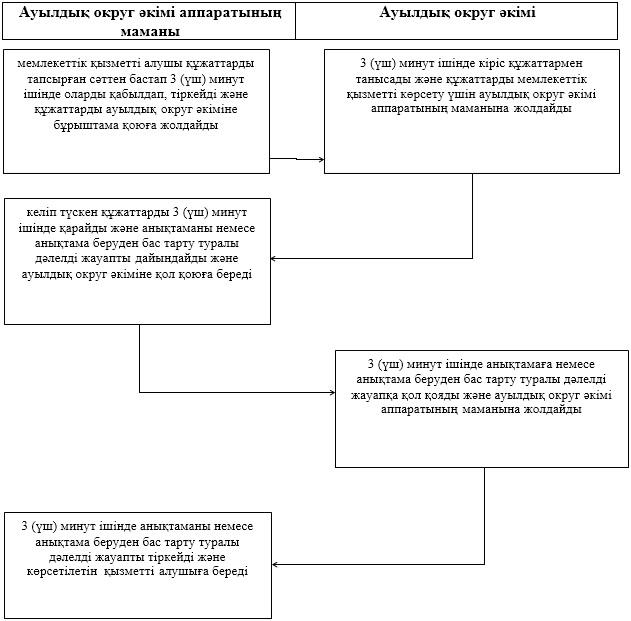 Ауылдық округ әкімі аппаратының
маманы
Ауылдық округ әкімі
мемлекеттік қызметті алушы құжаттарды
тапсырған сәттен бастап 3 (үш) минут
ішінде оларды қабылдап, тіркейді және
құжаттарды ауылдық округ әкіміне
бұрыштама қоюға жолдайды
3 (үш) минут ішінде кіріс құжаттармен
танысады және құжаттарды мемлекеттік
қызметті көрсету үшін ауылдық округ әкімі
аппаратының маманына жолдайды
келіп түскен құжаттарды 3 (үш) минут
ішінде қарайды және анықтаманы немесе
анықтама беруден бас тарту туралы
дәлелді жауапты дайындайды және
ауылдық округ әкіміне қол қоюға береді
3 (үш) минут ішінде анықтамаға немесе
анықтама беруден бас тарту туралы дәлелді
жауапқа қол қояды және ауылдық округ әкімі
аппаратының маманына жолдайды
3 (үш) минут ішінде анықтаманы немесе
анықтама беруден бас тарту туралы
дәлелді жауапты тіркейді және
көрсетілетін қызметті алушыға береді